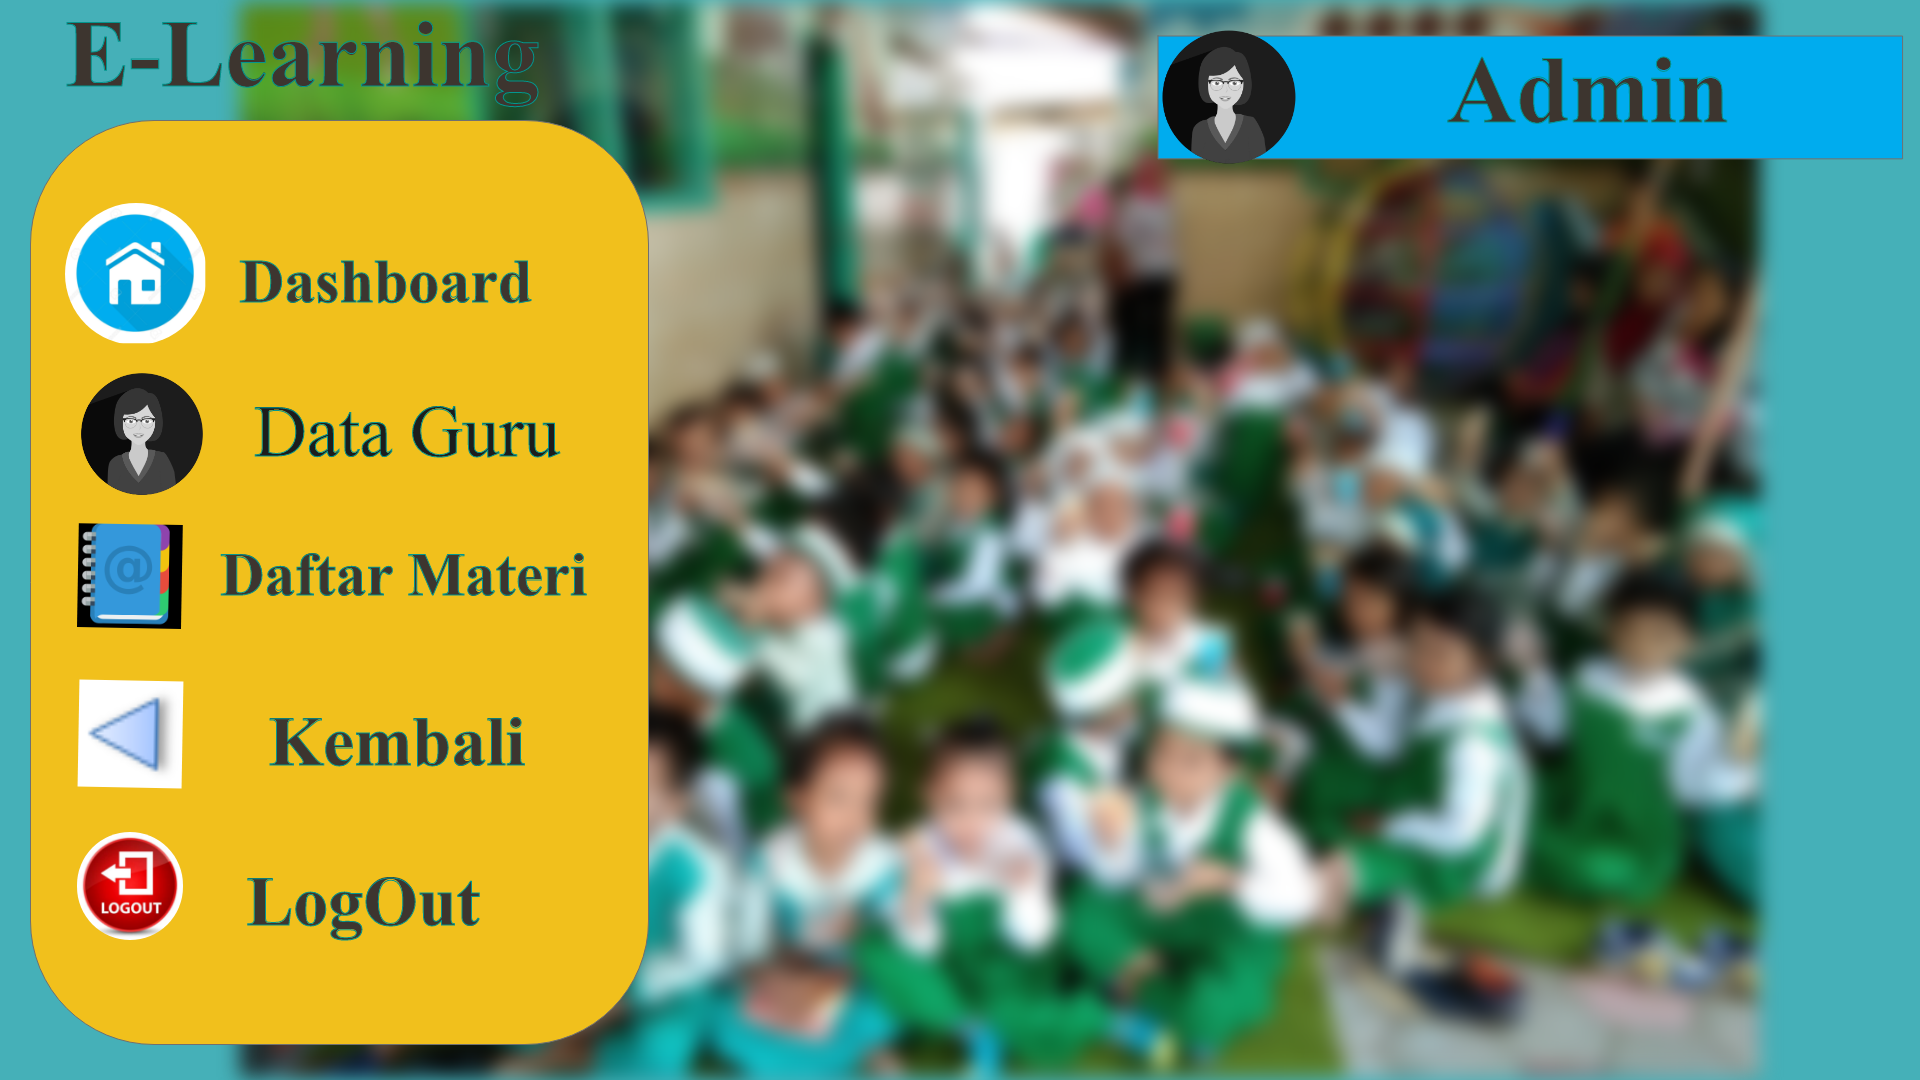 E-Learning
Admin
Dashboard
Data Guru
@
Daftar Materi
Kembali
LOGOUT
LogOut